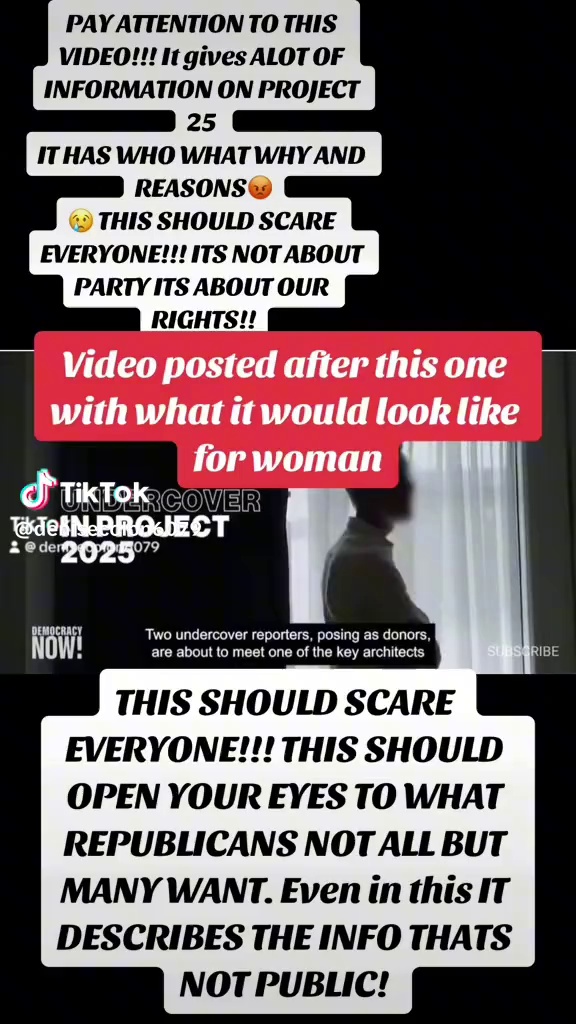 PAY ATTENTION TO THIS
VIDEO!!! It gives ALOT OF
INFORMATION ON PROJECT
25
IT HAS WHO WHAT WHY AND
REASONS😡
😢 THIS SHOULD SCARE
EVERYONE!!! ITS NOT ABOUT
PARTY ITS ABOUT OUR
RIGHTS!!
Video posted after this one
with what it would look like
for woman
TikTok
UNDERCOVER
IN PROJECT
2025
DEMOCRACY
NOW!
Two undercover reporters, posing as donors,
are about to meet one of the key architects
SUBSCRIBE
THIS SHOULD SCARE
EVERYONE!!! THIS SHOULD
OPEN YOUR EYES TO WHAT
REPUBLICANS NOT ALL BUT
MANY WANT. Even in this IT
DESCRIBES THE INFO THATS
NOT PUBLIC!